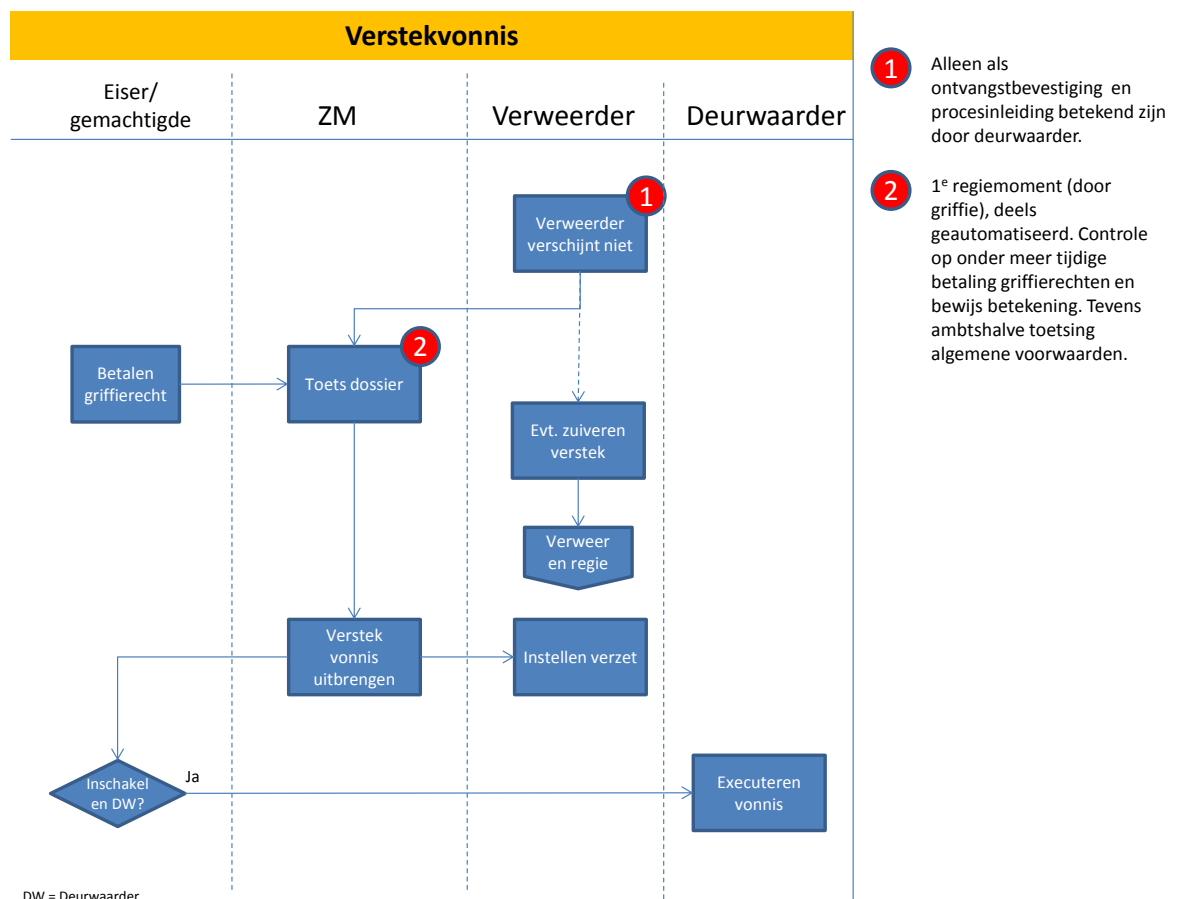 Verstekvonnis
Eiser/
gemachtigde
ZM
Verweerder
Deurwaarder
1
Verweerder
verschijnt niet
2
Betalen
griffierecht
Toets dossier
Evt. zuiveren
verstek
Verweer
en regie
Verstek
vonnis
uitbrengen
Instellen verzet
Inschakel
en DW?
Ja
Executeren
vonnis
DW = Deurwaarder
1
Alleen als
ontvangstbevestiging en
procesinleiding betekend zijn
door deurwaarder.
2
1e regiemoment (door
griffie), deels
geautomatiseerd. Controle
op onder meer tijdige
betaling griffierechten en
bewijs betekening. Tevens
ambtshalve toetsing
algemene voorwaarden.